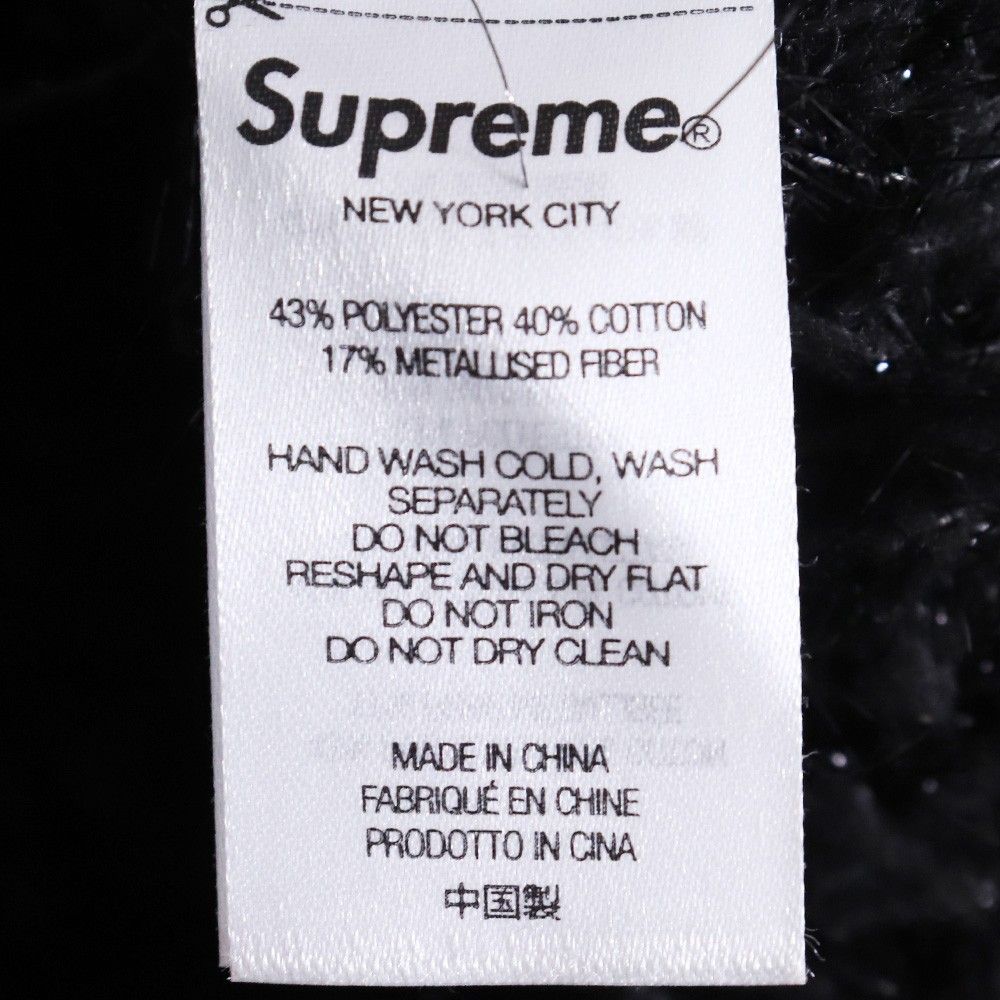 Supreme®
NEW YORK CITY
43% POLYESTER 40% COTTON
17% METALLISED FIBER
HAND WASH COLD, WASH
SEPARATELY
DO NOT BLEACH
RESHAPE AND DRY FLAT
DO NOT IRON
DO NOT DRY CLEAN
MADE IN CHINA
FABRIQUÉ EN CHINE
PRODOTTO IN CINA
中国製